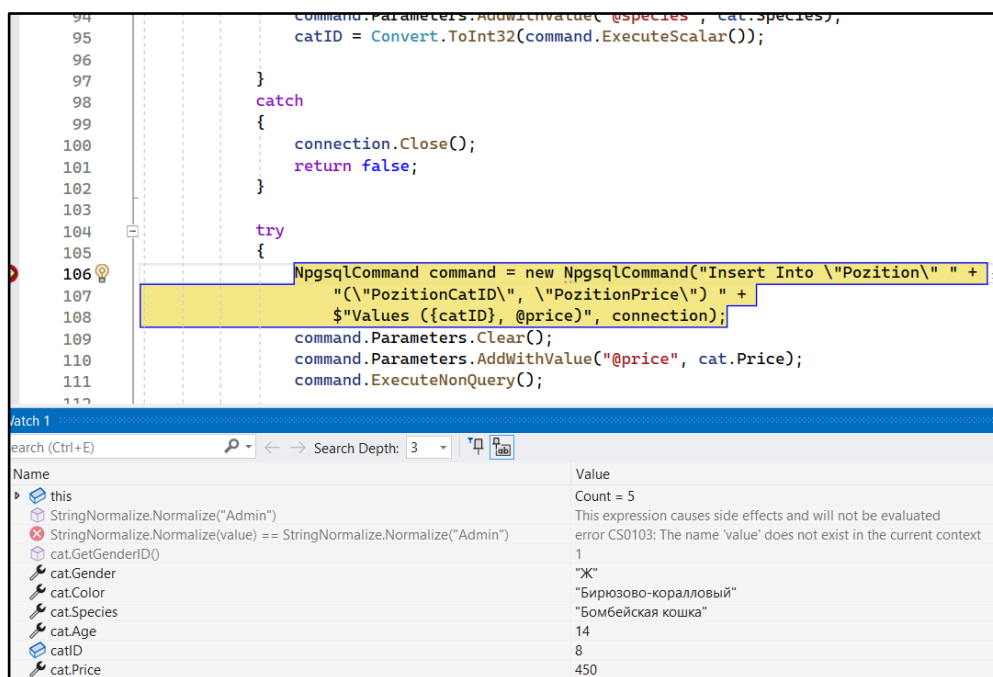 94 command.Parameters.AddWithValue("@species", cat.Species);
95 catID = Convert.ToInt32(command.ExecuteScalar());
96
97 }
98 catch
99 {
100 connection.Close();
101 return false;
102 }
103
104 try
105 {
106 NpgsqlCommand command = new NpgsqlCommand("Insert Into \"Pozition\" " +
107 "(\"PozitionCatID\", \"PozitionPrice\") " +
108 $"Values ({catID}, @price)", connection);
109 command.Parameters.Clear();
110 command.Parameters.AddWithValue("@price", cat.Price);
111 command.ExecuteNonQuery();
112
Watch 1
Search (Ctrl+E) Search Depth: 3
Name Value
this Count = 5
StringNormalize.Normalize("Admin") This expression causes side effects and will not be evaluated
StringNormalize.Normalize(value) == StringNormalize.Normalize("Admin") error CS0103: The name 'value' does not exist in the current context
cat.GetGenderID() 1
cat.Gender "Ж"
cat.Color "Бирюзово-коралловый"
cat.Species "Бомбейская кошка"
cat.Age 14
catID 8
cat.Price 450